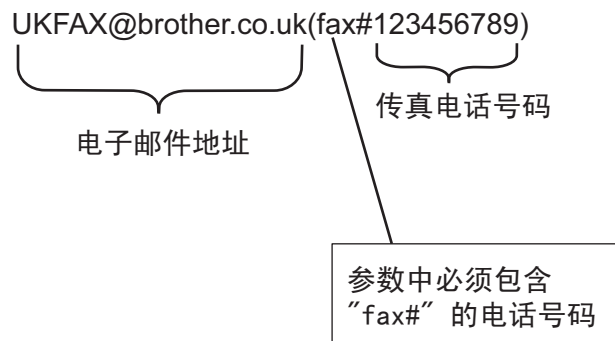 UKFAX@brother.co.uk(fax#123456789)
传真电话号码
电子邮件地址
参数中必须包含
"fax#" 的电话号码